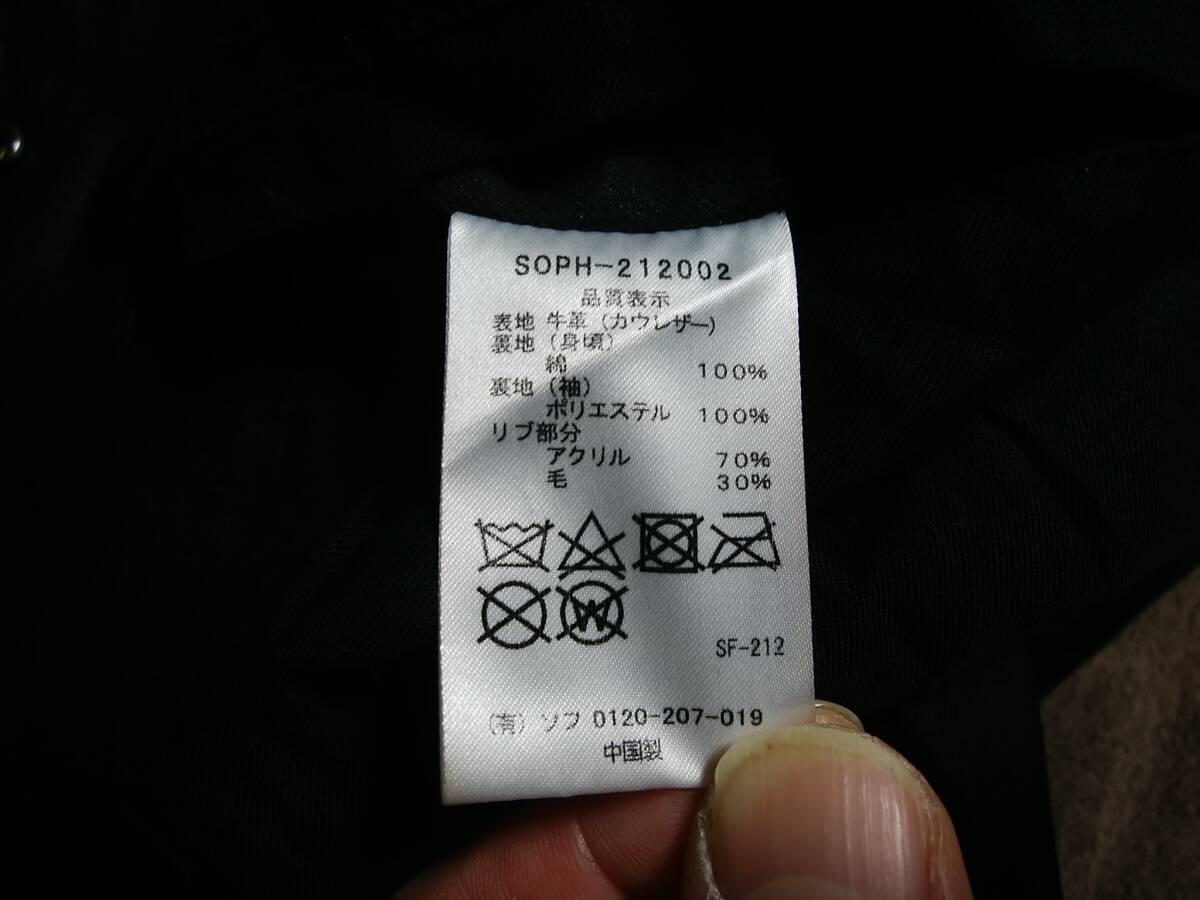 SOPH-212002
品質表示
表地 牛革 (カウレザー)
裏地 (身頃)
綿 100%
裏地 (袖)
ポリエステル 100%
リブ部分
アクリル 70%
毛 30%
W
SF-212
(有) ソフ 0120-207-019
中国製